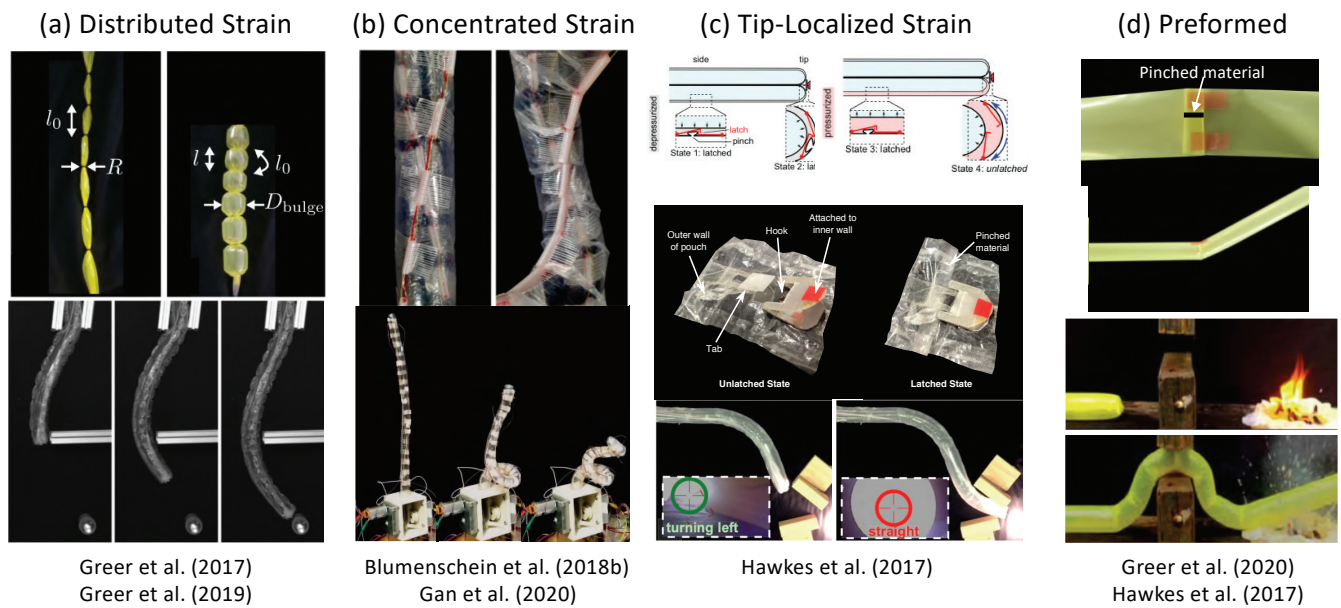 (a) Distributed Strain
(b) Concentrated Strain
(c) Tip-Localized Strain
(d) Preformed
l₀
R
l
l₀
D_bulge
side
tip
depressurized
latch
pinch
State 1: latched
State 2: la
pressurized
State 3: latched
State 4: unlatched
Outer wall
of pouch
Hook
Attached to
inner wall
Tab
Pinched
material
Unlatched State
Latched State
turning left
straight
Pinched material
Greer et al. (2017)
Greer et al. (2019)
Blumenschein et al. (2018b)
Gan et al. (2020)
Hawkes et al. (2017)
Greer et al. (2020)
Hawkes et al. (2017)